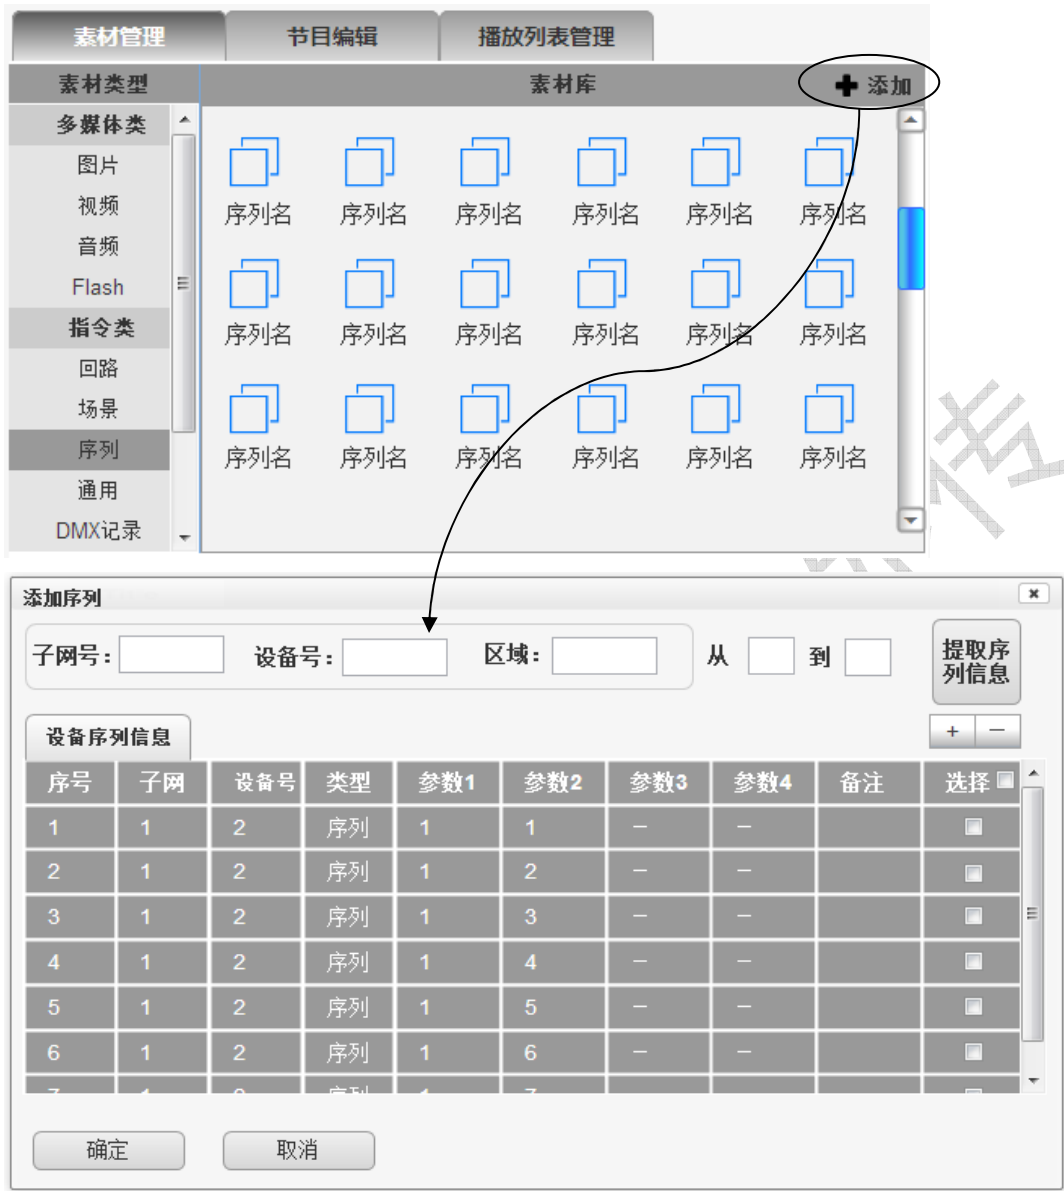 素材管理 节目编辑 播放列表管理
素材类型 素材库 添加
多媒体类
图片
视频
音频
Flash
指令类
回路
场景
序列
通用
DMX记录
序列名 序列名 序列名 序列名 序列名 序列名
序列名 序列名 序列名 序列名 序列名 序列名
序列名 序列名 序列名 序列名 序列名 序列名
传
添加序列
子网号： 设备号： 区域： 从 到
提取序
列信息
设备序列信息 + －
序号 子网 设备号 类型 参数1 参数2 参数3 参数4 备注 选择
1 1 2 序列 1 1 － －
2 1 2 序列 1 2 － －
3 1 2 序列 1 3 － －
4 1 2 序列 1 4 － －
5 1 2 序列 1 5 － －
6 1 2 序列 1 6 － －
确定 取消